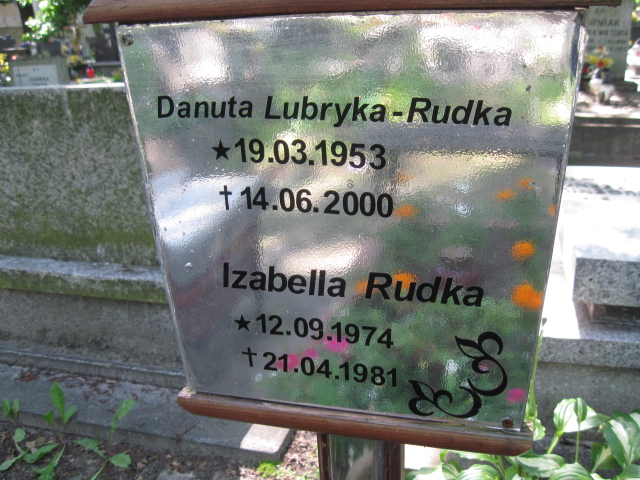 Danuta Lubryka-Rudka
★19.03.1953
†14.06.2000
Izabella Rudka
★12.09.1974
†21.04.1981